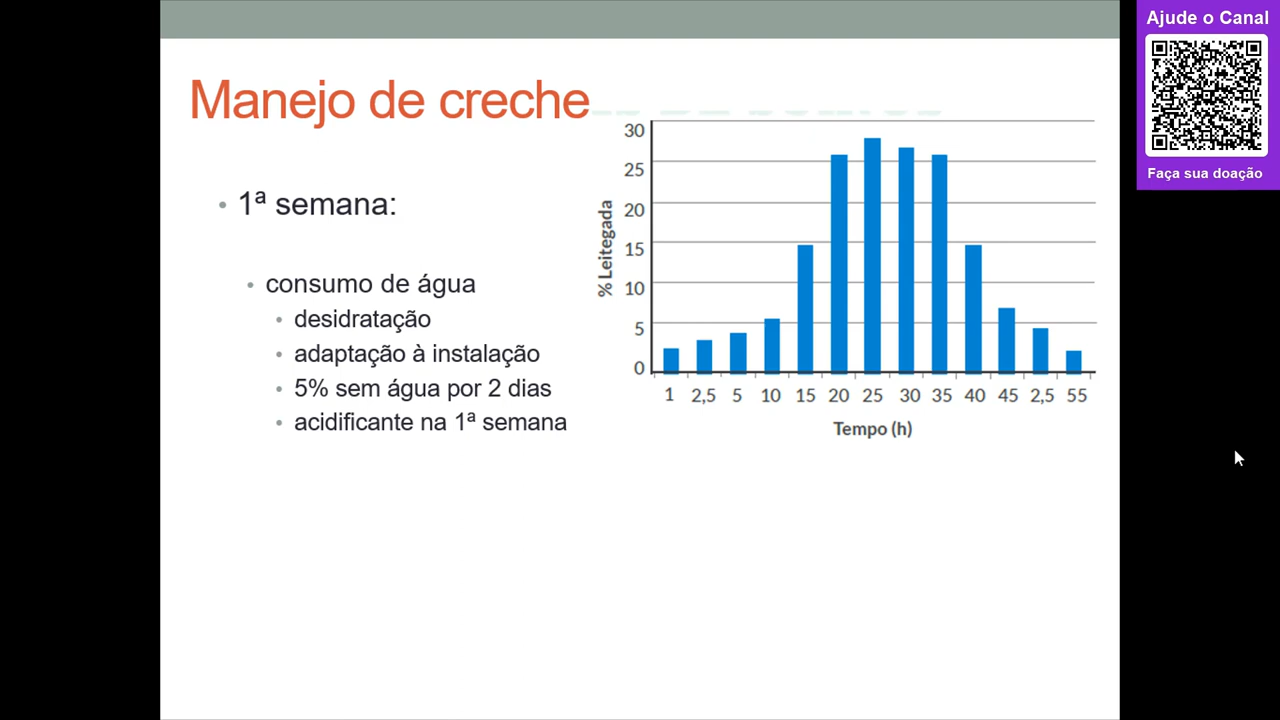 Ajude o Canal
Faça sua doação
Manejo de creche
1ª semana:
consumo de água
desidratação
adaptação à instalação
5% sem água por 2 dias
acidificante na 1ª semana
% Leitegada
30
25
20
15
10
5
0
1 2,5 5 10 15 20 25 30 35 40 45 2,5 55
Tempo (h)